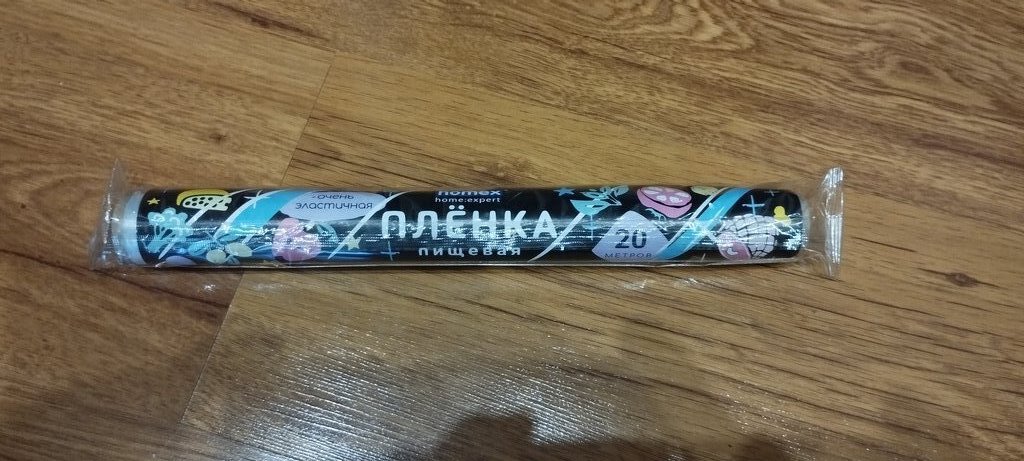 очень
эластичная
homex
home:expert
ПЛЁНКА
пищевая
20
МЕТРОВ